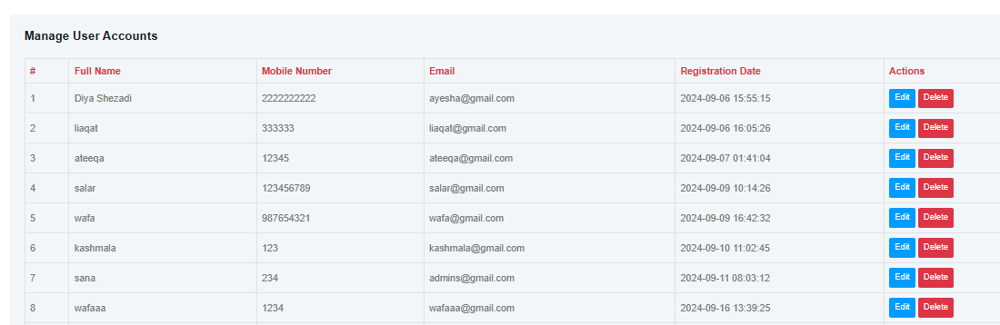 Manage User Accounts
# Full Name Mobile Number Email Registration Date Actions
1 Diya Shezadi 2222222222 ayesha@gmail.com 2024-09-06 15:55:15 Edit Delete
2 liaqat 333333 liaqat@gmail.com 2024-09-06 16:05:26 Edit Delete
3 ateeqa 12345 ateeqa@gmail.com 2024-09-07 01:41:04 Edit Delete
4 salar 123456789 salar@gmail.com 2024-09-09 10:14:26 Edit Delete
5 wafa 987654321 wafa@gmail.com 2024-09-09 16:42:32 Edit Delete
6 kashmala 123 kashmala@gmail.com 2024-09-10 11:02:45 Edit Delete
7 sana 234 admins@gmail.com 2024-09-11 08:03:12 Edit Delete
8 wafaaa 1234 wafaaa@gmail.com 2024-09-16 13:39:25 Edit Delete